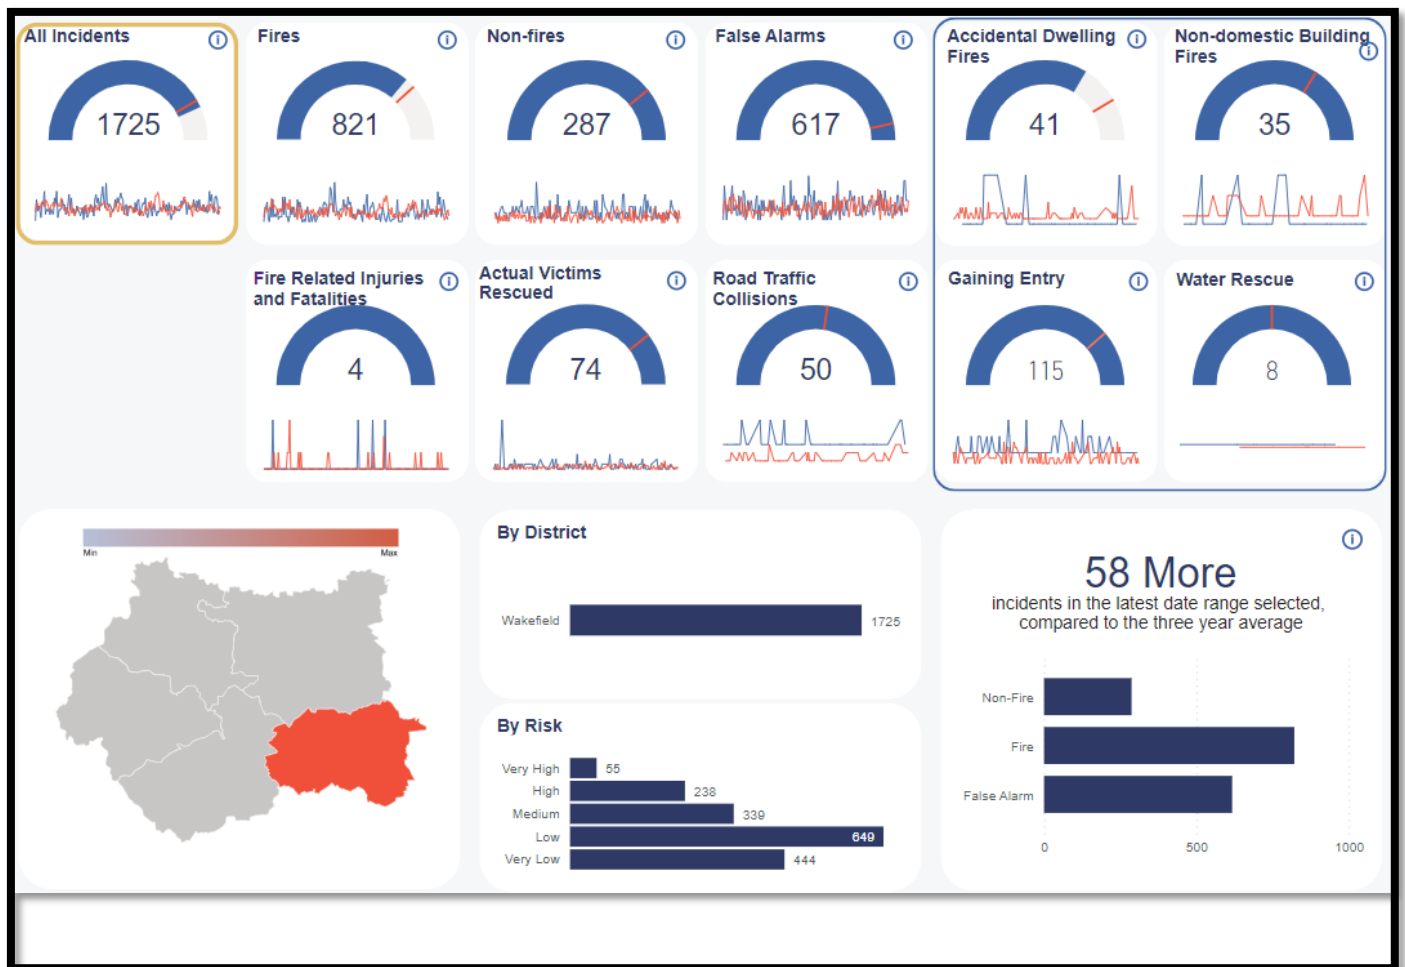 All Incidents
1725
Fires
821
Non-fires
287
False Alarms
617
Accidental Dwelling
Fires
41
Non-domestic Building
Fires
35
Fire Related Injuries
and Fatalities
4
Actual Victims
Rescued
74
Road Traffic
Collisions
50
Gaining Entry
115
Water Rescue
8
Min
Max
By District
Wakefield 1725
By Risk
Very High 55
High 238
Medium 339
Low 649
Very Low 444
58 More
incidents in the latest date range selected,
compared to the three year average
Non-Fire
Fire
False Alarm
0 500 1000